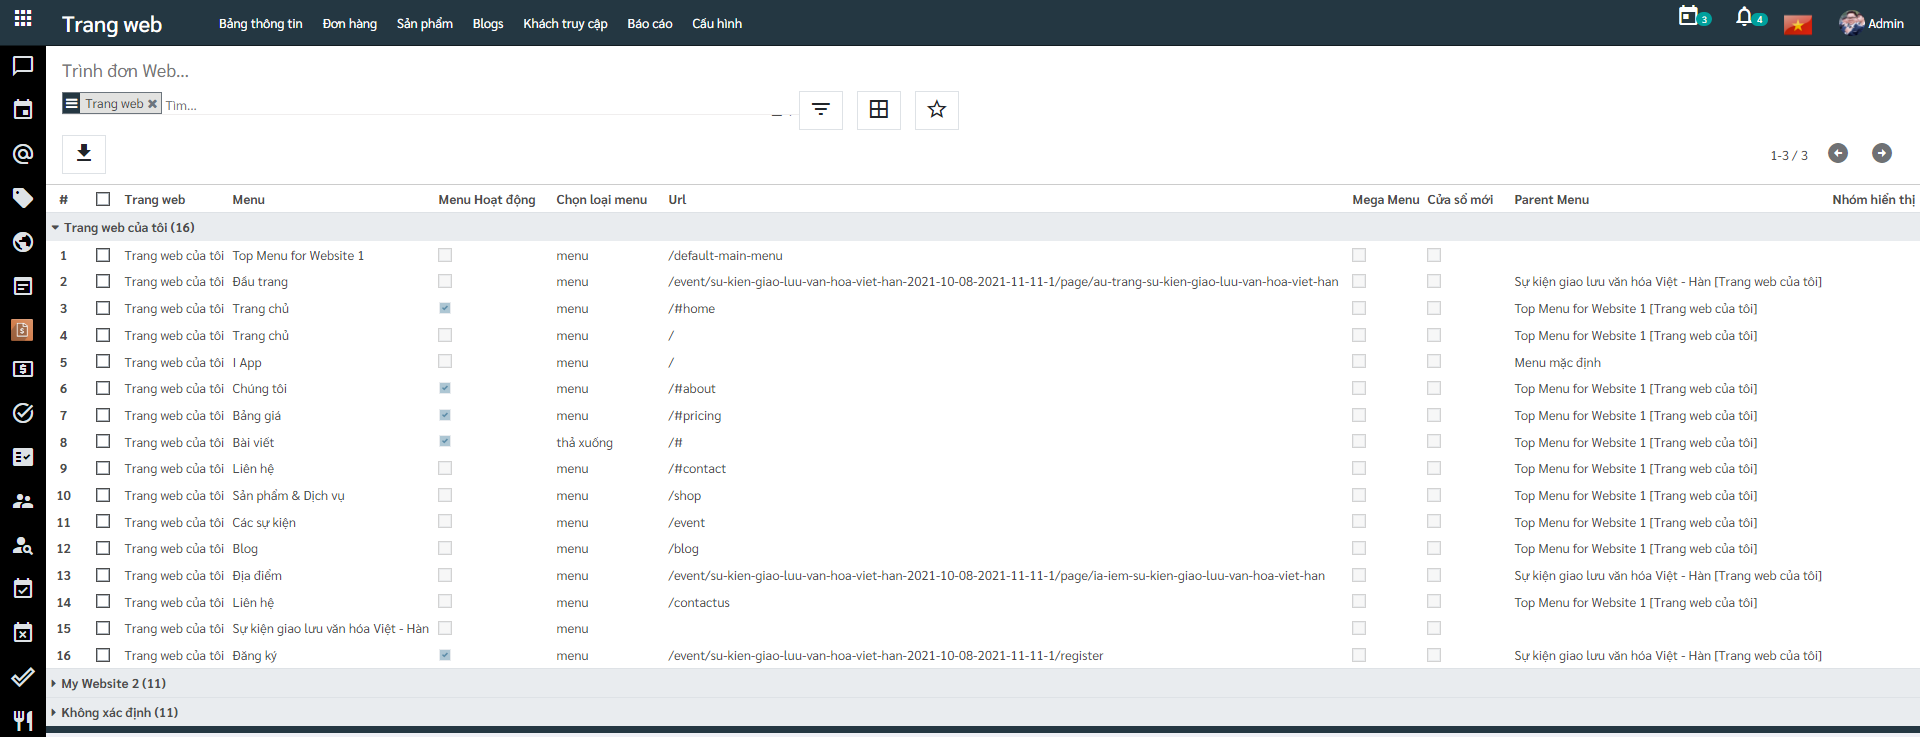 Trang web Bảng thông tin Đơn hàng Sản phẩm Blogs Khách truy cập Báo cáo Cấu hình 3 4 Admin
Trình đơn Web...
Trang web Tìm...
1-3 / 3
# Trang web Menu Menu Hoạt động Chọn loại menu Url Mega Menu Cửa sổ mới Parent Menu Nhóm hiển thị
Trang web của tôi (16)
1 Trang web của tôi Top Menu for Website 1 menu /default-main-menu
2 Trang web của tôi Đầu trang menu /event/su-kien-giao-luu-van-hoa-viet-han-2021-10-08-2021-11-11-1/page/au-trang-su-kien-giao-luu-van-hoa-viet-han Sự kiện giao lưu văn hóa Việt - Hàn [Trang web của tôi]
3 Trang web của tôi Trang chủ menu /#home Top Menu for Website 1 [Trang web của tôi]
4 Trang web của tôi Trang chủ menu / Top Menu for Website 1 [Trang web của tôi]
5 Trang web của tôi I App menu / Menu mặc định
6 Trang web của tôi Chúng tôi menu /#about Top Menu for Website 1 [Trang web của tôi]
7 Trang web của tôi Bảng giá menu /#pricing Top Menu for Website 1 [Trang web của tôi]
8 Trang web của tôi Bài viết thả xuống /# Top Menu for Website 1 [Trang web của tôi]
9 Trang web của tôi Liên hệ menu /#contact Top Menu for Website 1 [Trang web của tôi]
10 Trang web của tôi Sản phẩm & Dịch vụ menu /shop Top Menu for Website 1 [Trang web của tôi]
11 Trang web của tôi Các sự kiện menu /event Top Menu for Website 1 [Trang web của tôi]
12 Trang web của tôi Blog menu /blog Top Menu for Website 1 [Trang web của tôi]
13 Trang web của tôi Địa điểm menu /event/su-kien-giao-luu-van-hoa-viet-han-2021-10-08-2021-11-11-1/page/ia-iem-su-kien-giao-luu-van-hoa-viet-han Sự kiện giao lưu văn hóa Việt - Hàn [Trang web của tôi]
14 Trang web của tôi Liên hệ menu /contactus Top Menu for Website 1 [Trang web của tôi]
15 Trang web của tôi Sự kiện giao lưu văn hóa Việt - Hàn menu
16 Trang web của tôi Đăng ký menu /event/su-kien-giao-luu-van-hoa-viet-han-2021-10-08-2021-11-11-1/register Sự kiện giao lưu văn hóa Việt - Hàn [Trang web của tôi]
My Website 2 (11)
Không xác định (11)